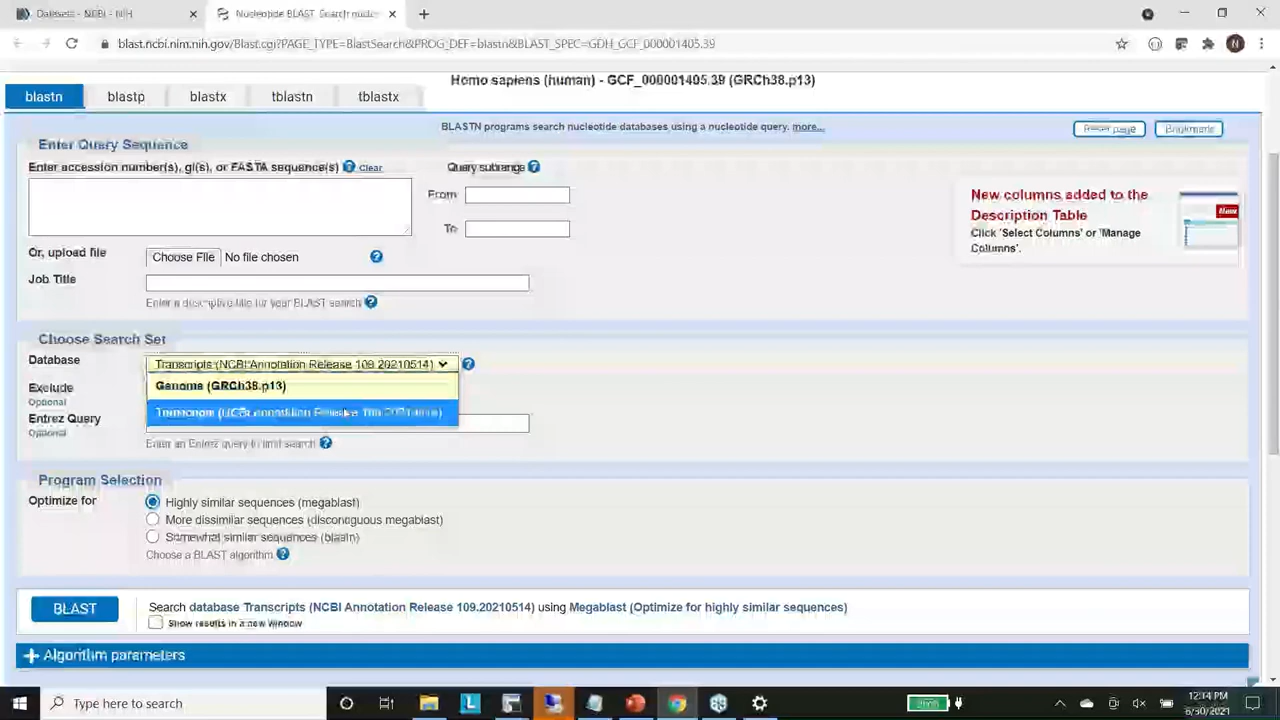 Datasets - NCBI - NLH
Nucleotide BLAST: Search nucle
blast.ncbi.nlm.nih.gov/Blast.cgi?PAGE_TYPE=BlastSearch&PROG_DEF=blastn&BLAST_SPEC=GDH_GCF_000001405.39
N
Homo sapiens (human) - GCF_000001405.39 (GRCh38.p13)
blastn
blastp
blastx
tblastn
tblastx
BLASTN programs search nucleotide databases using a nucleotide query. more...
Reset page
Bookmark
Enter Query Sequence
Enter accession number(s), gi(s), or FASTA sequence(s) Clear
Query subrange
From
To
New columns added to the
Description Table
Click 'Select Columns' or 'Manage
Columns'.
New
Or, upload file
Choose File No file chosen
Job Title
Enter a descriptive title for your BLAST search
Choose Search Set
Database
Transcripts (NCBI Annotation Release 109.20210514)
Genome (GRCh38.p13)
Transcripts (NCBI Annotation Release 109.20210514)
Exclude
Optional
Entrez Query
Optional
Enter an Entrez query to limit search
Program Selection
Optimize for
Highly similar sequences (megablast)
More dissimilar sequences (discontiguous megablast)
Somewhat similar sequences (blastn)
Choose a BLAST algorithm
BLAST
Search database Transcripts (NCBI Annotation Release 109.20210514) using Megablast (Optimize for highly similar sequences)
Show results in a new window
Algorithm parameters
Type here to search
12:14 PM
6/30/2021